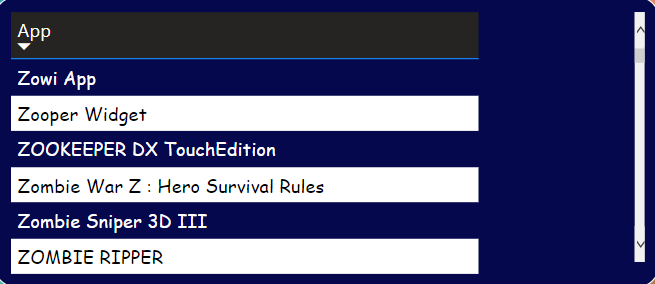 App
Zowi App
Zooper Widget
ZOOKEEPER DX TouchEdition
Zombie War Z : Hero Survival Rules
Zombie Sniper 3D III
ZOMBIE RIPPER